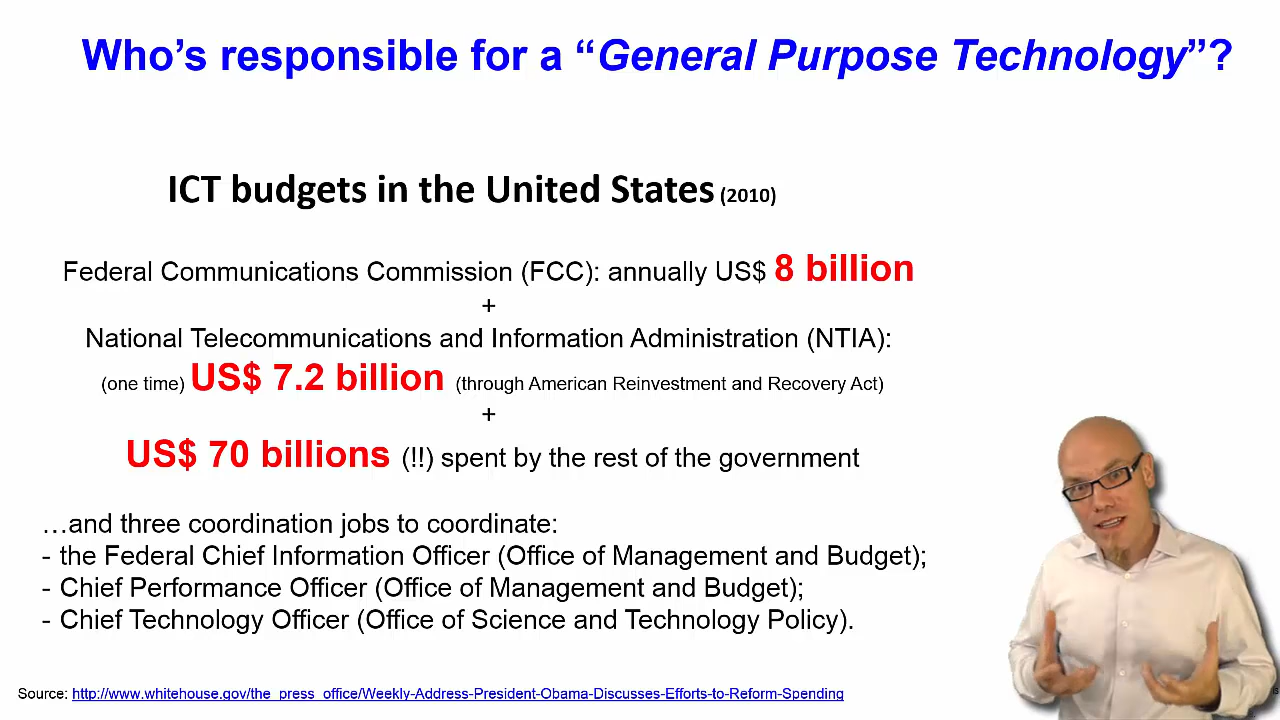 Who’s responsible for a “General Purpose Technology”?
ICT budgets in the United States (2010)
Federal Communications Commission (FCC): annually US$ 8 billion
+
National Telecommunications and Information Administration (NTIA):
(one time) US$ 7.2 billion (through American Reinvestment and Recovery Act)
+
US$ 70 billions (!!) spent by the rest of the government
…and three coordination jobs to coordinate:
- the Federal Chief Information Officer (Office of Management and Budget);
- Chief Performance Officer (Office of Management and Budget);
- Chief Technology Officer (Office of Science and Technology Policy).
Source: http://www.whitehouse.gov/the_press_office/Weekly-Address-President-Obama-Discusses-Efforts-to-Reform-Spending